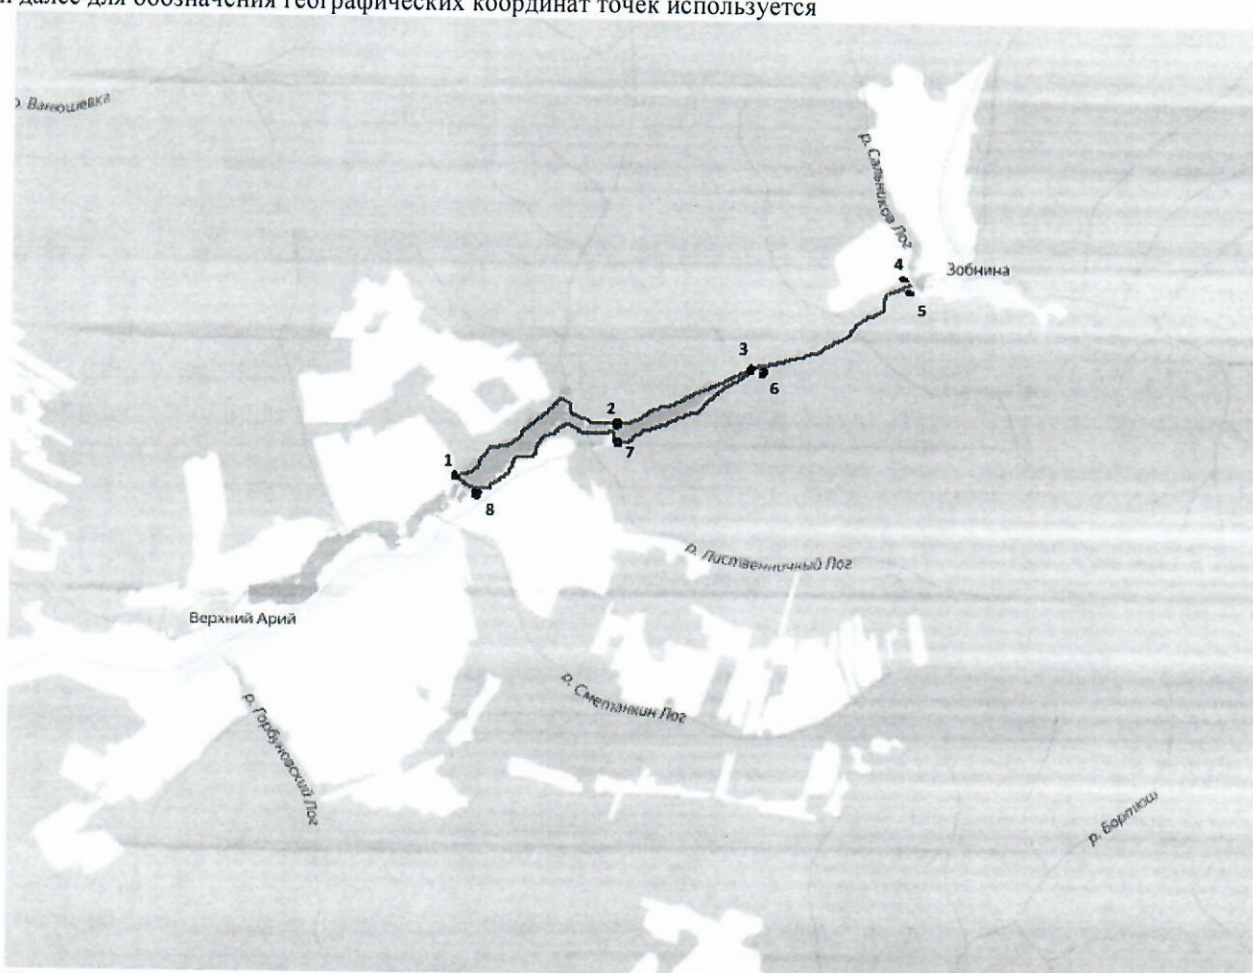 и далее для обозначения географических координат точек используется
р. Ванюшевка
р. Сальников Лог
4
Зобнина
5
3
6
2
7
1
8
р. Лиственничный Лог
Верхний Арий
р. Сметанкин Лог
р. Горбуновский Лог
р. Бартюш